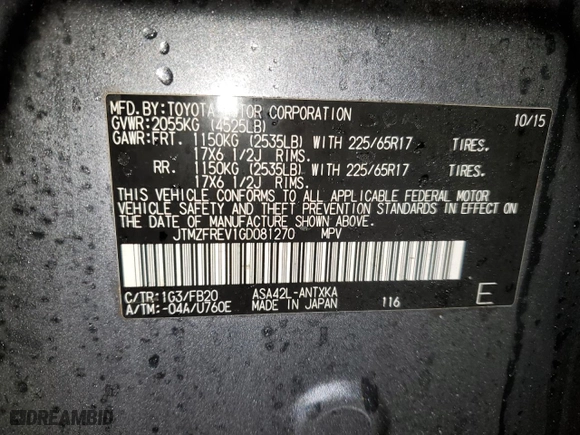 MFD.BY:TOYOTA MOTOR CORPORATION 10/15
GVWR:2055KG (4525LB)
GAWR:FRT. 1150KG (2535LB) WITH 225/65R17 TIRES.
17X6 1/2J RIMS.
RR. 1150KG (2535LB) WITH 225/65R17 TIRES.
17X6 1/2J RIMS.
THIS VEHICLE CONFORMS TO ALL APPLICABLE FEDERAL MOTOR
VEHICLE SAFETY AND THEFT PREVENTION STANDARDS IN EFFECT ON
THE DATE OF MANUFACTURE SHOWN ABOVE.
JTMZFREV1GD081270 MPV
C/TR:1G3/FB20 ASA42L-ANTXKA
A/TM:-04A/U760E MADE IN JAPAN 116 E
DREAMBID